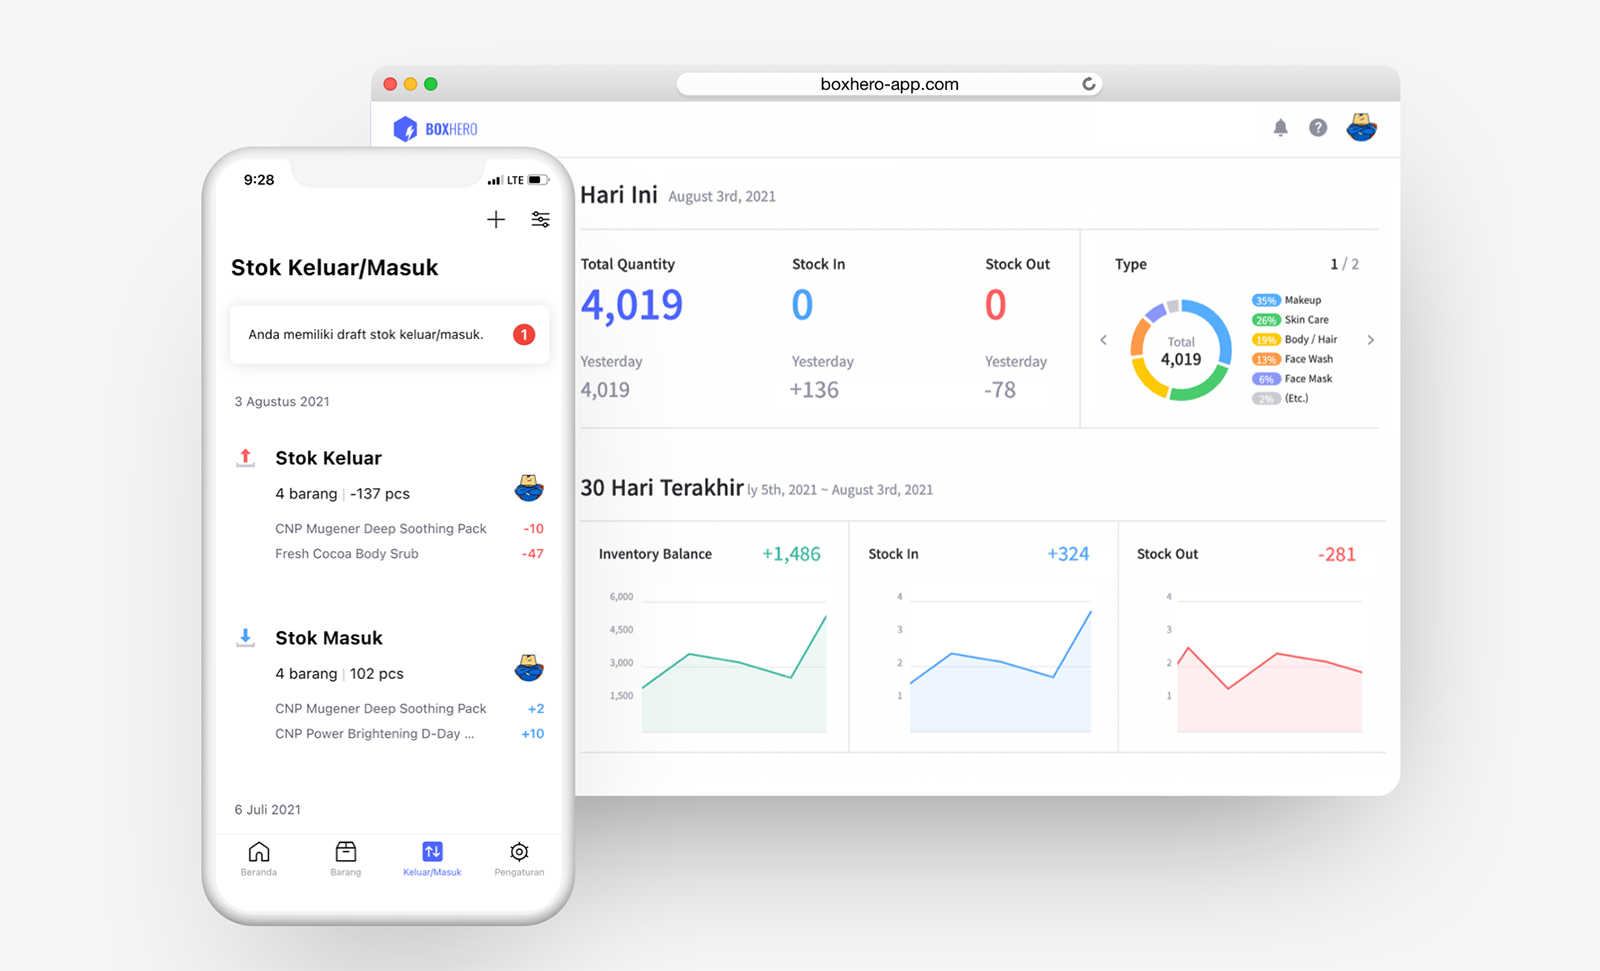 boxhero-app.com
BOXHERO
?
Hari Ini August 3rd, 2021
Total Quantity
4,019
Yesterday
4,019
Stock In
0
Yesterday
+136
Stock Out
0
Yesterday
-78
Type
1 / 2
Total
4,019
35% Makeup
26% Skin Care
19% Body / Hair
13% Face Wash
6% Face Mask
2% (Etc.)
30 Hari Terakhir ly 5th, 2021 ~ August 3rd, 2021
Inventory Balance +1,486
6,000
4,500
3,000
1,500
Stock In +324
4
3
2
1
Stock Out -281
4
3
2
1
9:28
LTE
Stok Keluar/Masuk
Anda memiliki draft stok keluar/masuk. 1
3 Agustus 2021
Stok Keluar
4 barang | -137 pcs
CNP Mugener Deep Soothing Pack -10
Fresh Cocoa Body Srub -47
Stok Masuk
4 barang | 102 pcs
CNP Mugener Deep Soothing Pack +2
CNP Power Brightening D-Day ... +10
6 Juli 2021
Beranda
Barang
Keluar/Masuk
Pengaturan